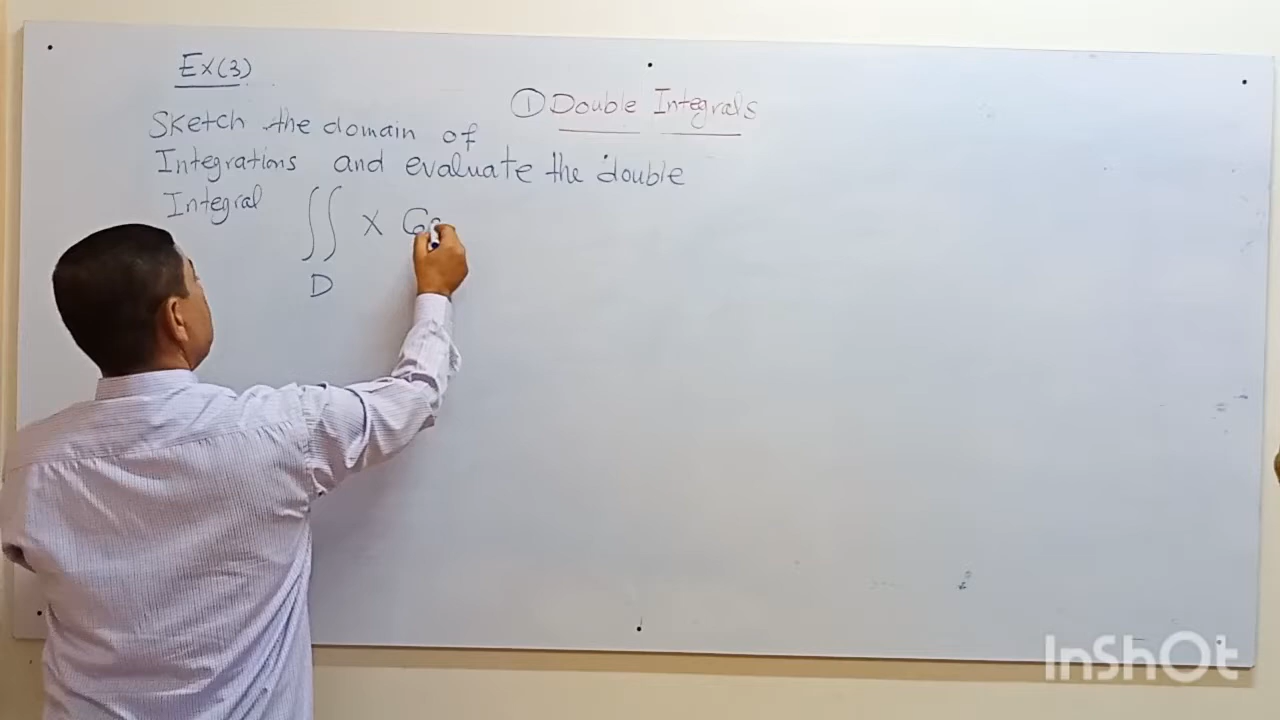 Ex(3)
① Double Integrals
Sketch the domain of
Integrations and evaluate the double
Integral ∬ x
D
InShOt